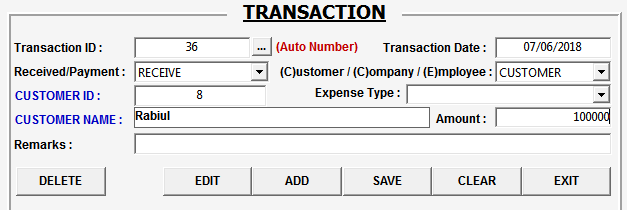 TRANSACTION
Transaction ID : 36 ... (Auto Number) Transaction Date : 07/06/2018
Received/Payment : RECEIVE (C)ustomer / (C)ompany / (E)mployee : CUSTOMER
CUSTOMER ID : 8 Expense Type :
CUSTOMER NAME : Rabiul Amount : 100000
Remarks :
DELETE EDIT ADD SAVE CLEAR EXIT